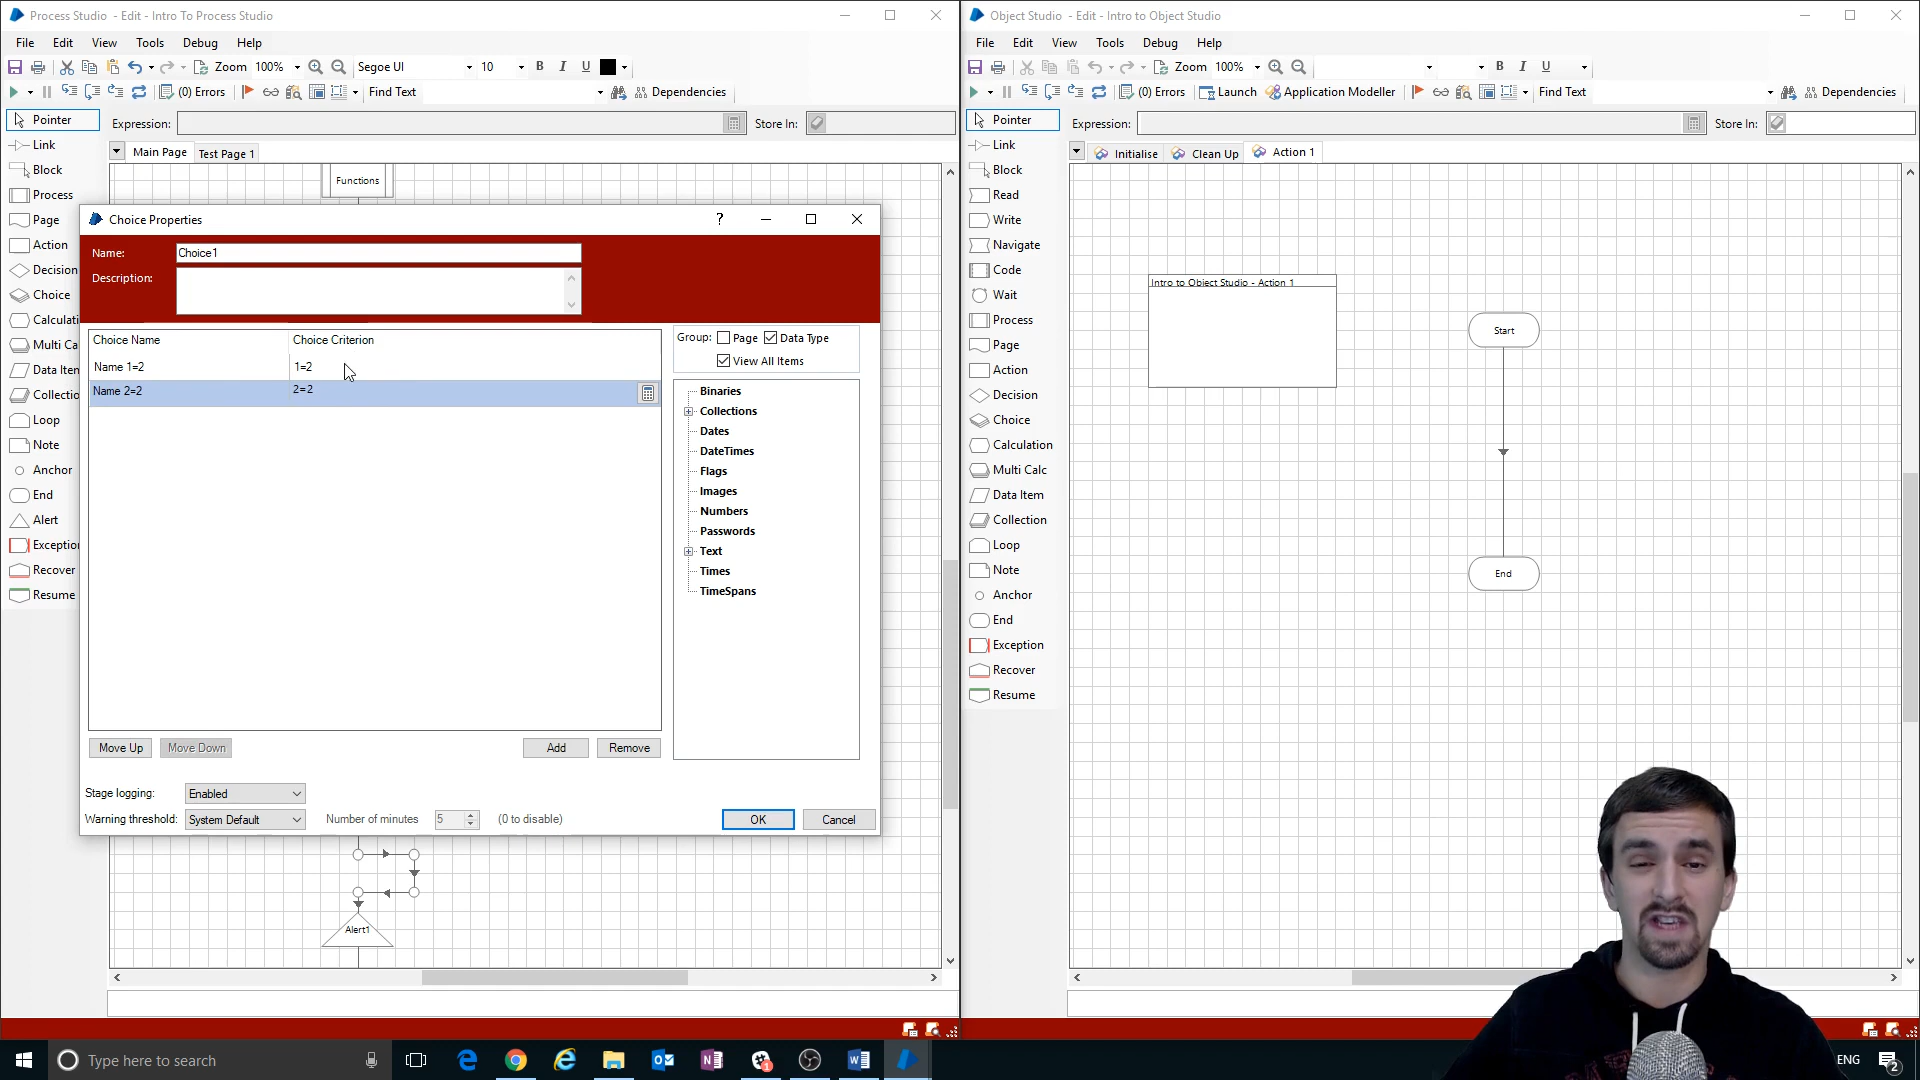 Process Studio - Edit - Intro To Process Studio
File Edit View Tools Debug Help
Zoom 100% Segoe UI 10 B I U
(0) Errors Find Text Dependencies
Pointer
Expression: Store In:
Link
Main Page Test Page 1
Block
Process
Page
Action
Decision
Choice
Calculati
Multi Ca
Data Iten
Collectio
Loop
Note
Anchor
End
Alert
Exception
Recover
Resume
Functions
Choice Properties ?
Name: Choice1
Description:
Choice Name Choice Criterion
Name 1=2 1=2
Name 2=2 2=2
Group: Page Data Type
View All Items
Binaries
Collections
Dates
DateTimes
Flags
Images
Numbers
Passwords
Text
Times
TimeSpans
Move Up Move Down Add Remove
Stage logging: Enabled
Warning threshold: System Default Number of minutes 5 (0 to disable)
OK Cancel
Alert1
Object Studio - Edit - Intro to Object Studio
File Edit View Tools Debug Help
Zoom 100% B I U
(0) Errors Launch Application Modeller Find Text Dependencies
Pointer
Expression: Store In:
Link
Initialise Clean Up Action 1
Block
Read
Write
Navigate
Code
Wait
Process
Page
Action
Decision
Choice
Calculation
Multi Calc
Data Item
Collection
Loop
Note
Anchor
End
Exception
Recover
Resume
Intro to Object Studio - Action 1
Start
End
Type here to search
ENG
2